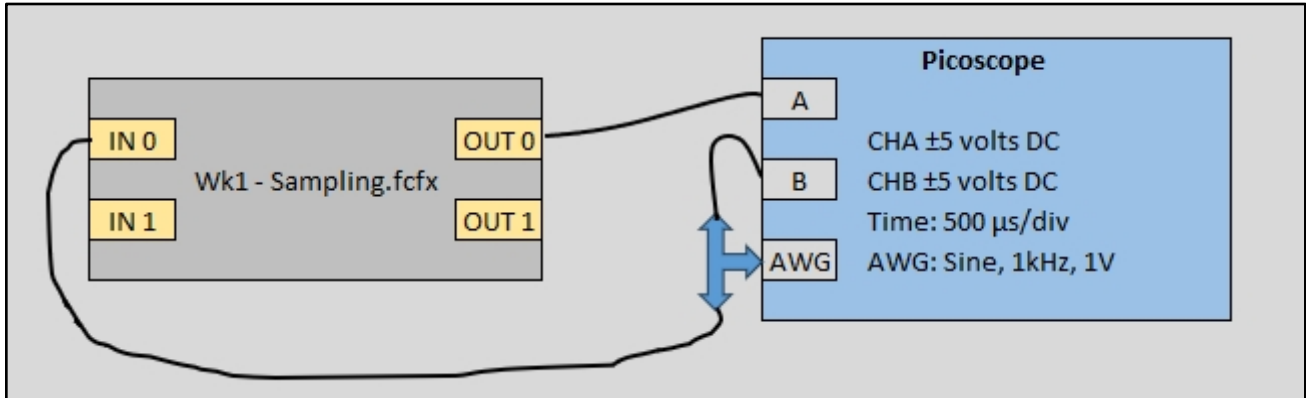 IN 0
IN 1
Wk1 - Sampling.fcfx
OUT 0
OUT 1
Picoscope
A
B
AWG
CHA ±5 volts DC
CHB ±5 volts DC
Time: 500 µs/div
AWG: Sine, 1kHz, 1V